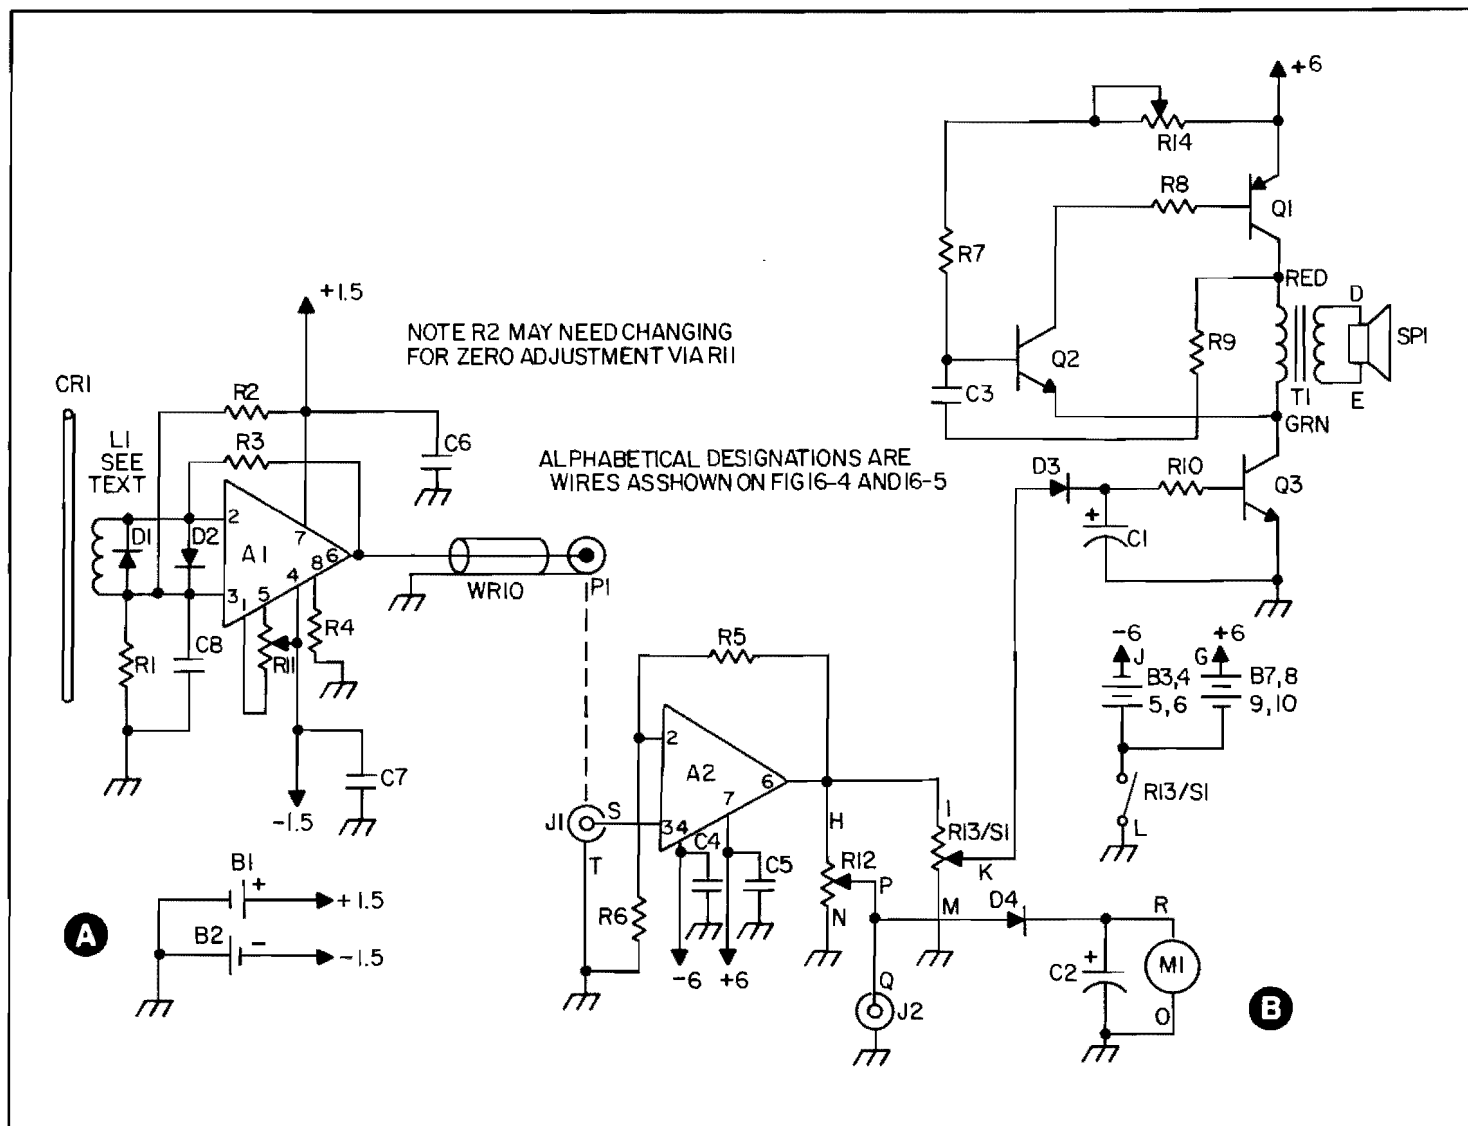 +6
R14
R8
Q1
R7
RED
D
+1.5
NOTE R2 MAY NEED CHANGING
FOR ZERO ADJUSTMENT VIA R11
Q2
R9
SP1
CR1
R2
C3
T1
E
GRN
L1
SEE
TEXT
R3
C6
ALPHABETICAL DESIGNATIONS ARE
WIRES ASSHOWN ON FIG 16-4 AND 16-5
D3
R10
Q3
2
D1
D2
7
A1
6
+
C1
8
4
WR10
P1
3
1
5
R1
C8
R11
R4
R5
-6
+6
J
G
B3,4
5,6
B7,8
9,10
2
A2
6
C7
7
R13/S1
-1.5
J1
S
I
R13/S1
34
C4
H
L
T
C5
R12
K
B1
+
P
+1.5
R6
N
M
D4
R
A
B2
-
-1.5
-6
+6
Q
+
C2
M1
J2
O
B